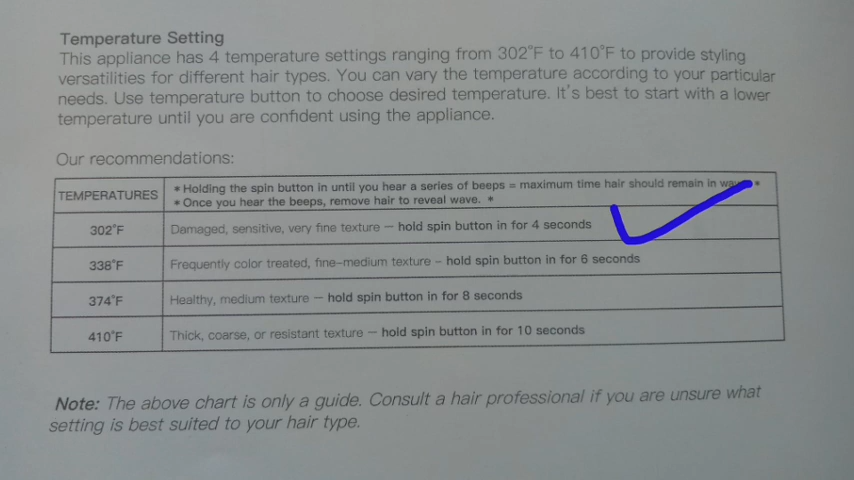 Temperature Setting
This appliance has 4 temperature settings ranging from 302°F to 410°F to provide styling
versatilities for different hair types. You can vary the temperature according to your particular
needs. Use temperature button to choose desired temperature. It's best to start with a lower
temperature until you are confident using the appliance.
Our recommendations:
TEMPERATURES
* Holding the spin button in until you hear a series of beeps = maximum time hair should remain in *
* Once you hear the beeps, remove hair to reveal wave. *
302°F Damaged, sensitive, very fine texture — hold spin button in for 4 seconds
338°F Frequently color treated, fine-medium texture - hold spin button in for 6 seconds
374°F Healthy, medium texture — hold spin button in for 8 seconds
410°F Thick, coarse, or resistant texture — hold spin button in for 10 seconds
Note: The above chart is only a guide. Consult a hair professional if you are unsure what
setting is best suited to your hair type.